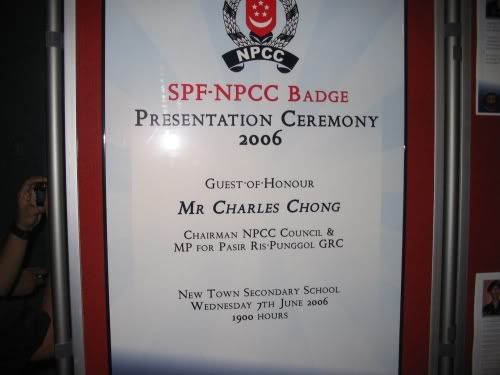 NPCC
SPF-NPCC BADGE
PRESENTATION CEREMONY
2006
GUEST-OF-HONOUR
MR CHARLES CHONG
CHAIRMAN NPCC COUNCIL &
MP FOR PASIR RIS-PUNGGOL GRC
NEW TOWN SECONDARY SCHOOL
WEDNESDAY 7TH JUNE 2006
1900 HOURS